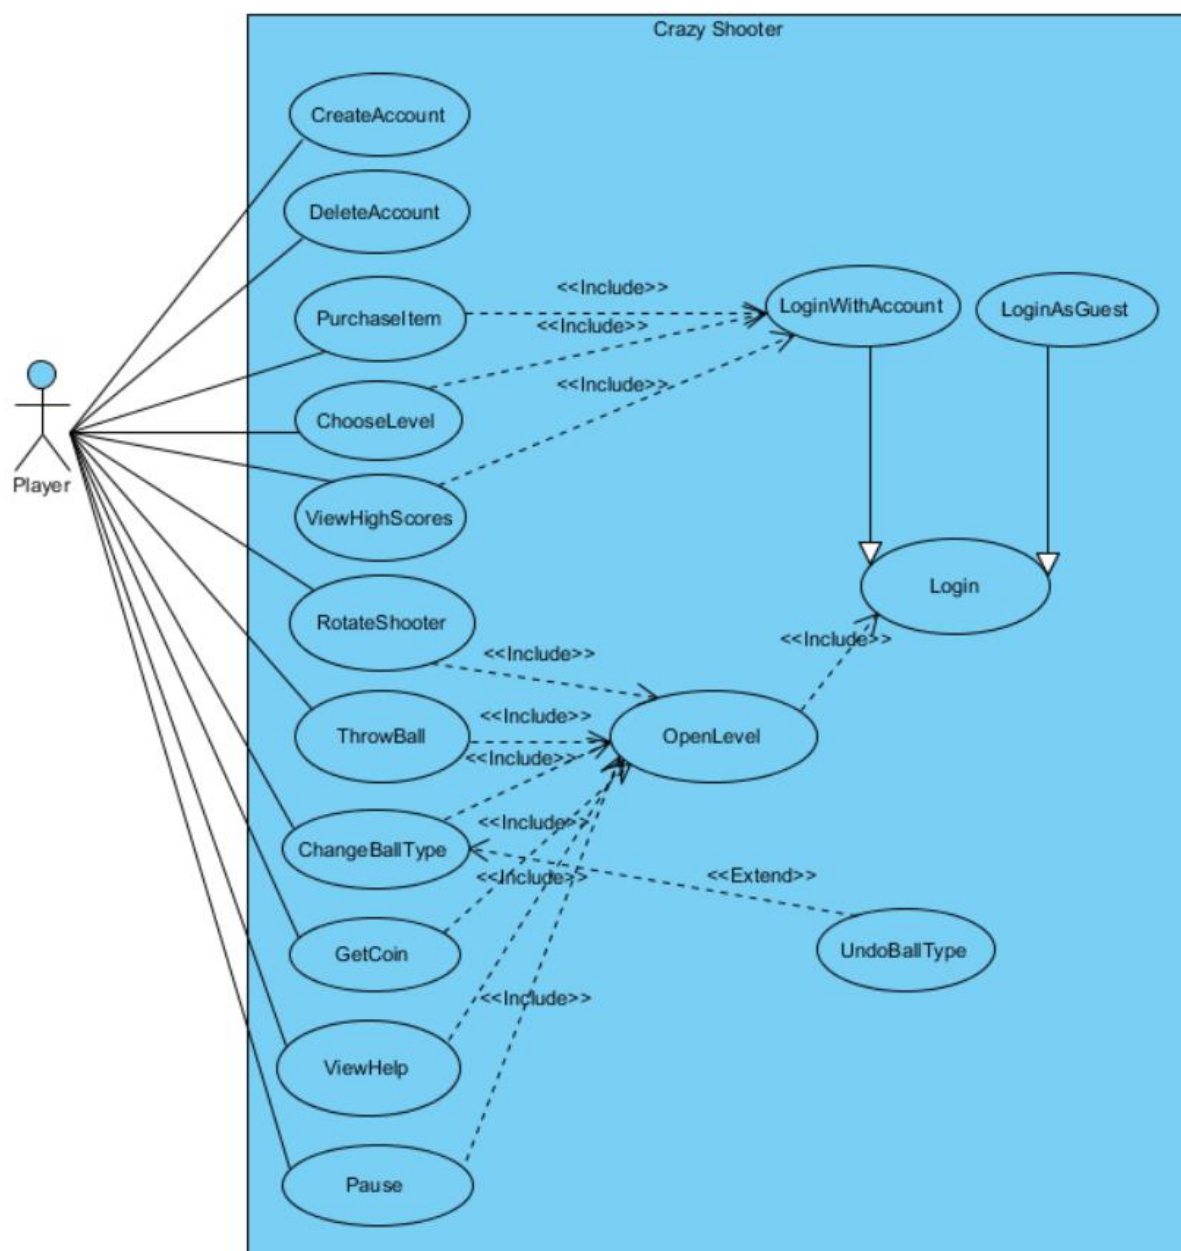 Crazy Shooter
CreateAccount
DeleteAccount
<<Include>>
LoginWithAccount
LoginAsGuest
PurchaseItem
<<Include>>
<<Include>>
ChooseLevel
Player
ViewHighScores
Login
RotateShooter
<<Include>>
<<Include>>
<<Include>>
ThrowBall
OpenLevel
<<Include>>
<<Include>>
ChangeBallType
<<Include>>
<<Extend>>
UndoBallType
GetCoin
<<Include>>
ViewHelp
Pause